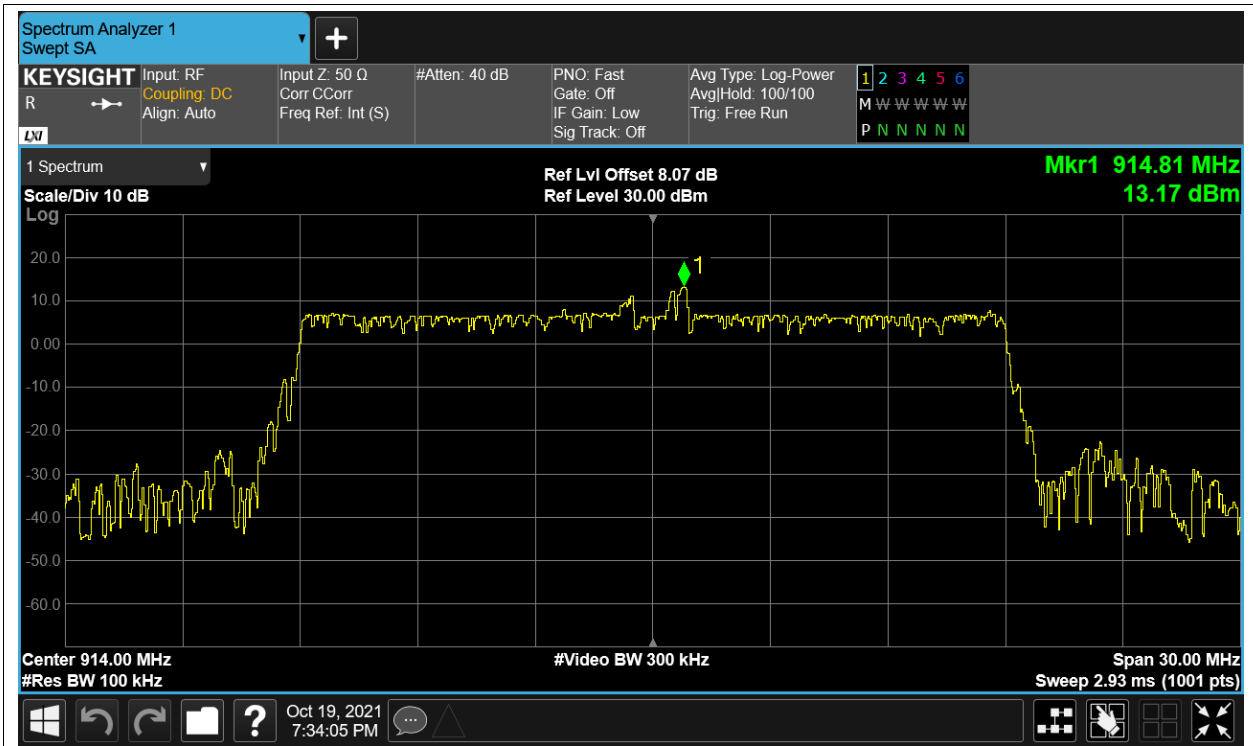 Spectrum Analyzer 1
Swept SA
KEYSIGHT
R
LXI
Input: RF
Coupling: DC
Align: Auto
Input Z: 50 Ω
Corr CCorr
Freq Ref: Int (S)
#Atten: 40 dB
PNO: Fast
Gate: Off
IF Gain: Low
Sig Track: Off
Avg Type: Log-Power
Avg|Hold: 100/100
Trig: Free Run
1 2 3 4 5 6
M W W W W W
P N N N N N
1 Spectrum
Scale/Div 10 dB
Log
Ref Lvl Offset 8.07 dB
Ref Level 30.00 dBm
Mkr1 914.81 MHz
13.17 dBm
20.0
1
10.0
0.00
-10.0
-20.0
-30.0
-40.0
-50.0
-60.0
Center 914.00 MHz
#Video BW 300 kHz
Span 30.00 MHz
#Res BW 100 kHz
Sweep 2.93 ms (1001 pts)
?
Oct 19, 2021
7:34:05 PM